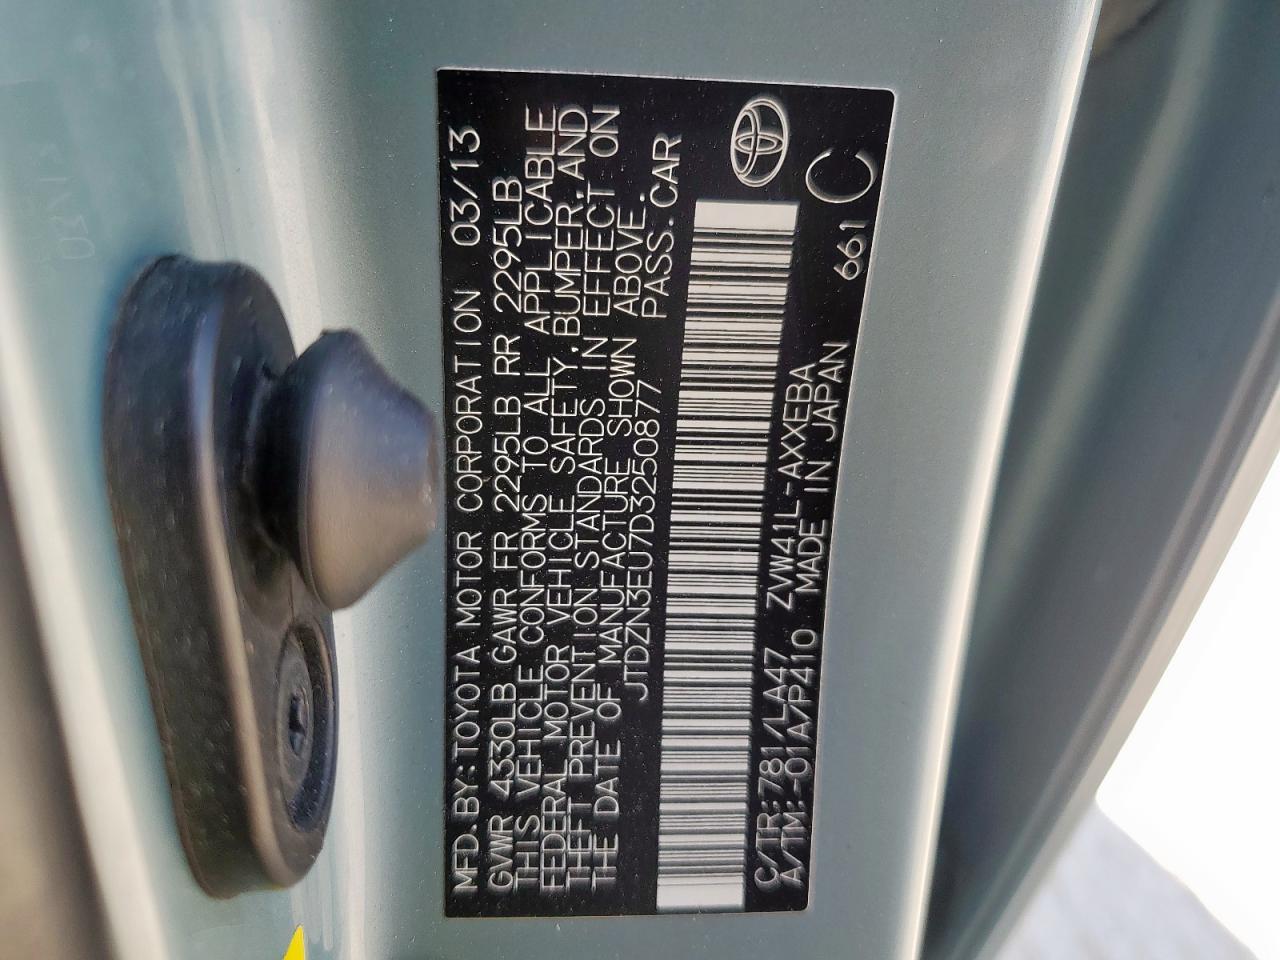 MFD.BY:TOYOTA MOTOR CORPORATION 03/13
GVWR 4330LB GAWR FR 2295LB RR 2295LB
THIS VEHICLE CONFORMS TO ALL APPLICABLE
FEDERAL MOTOR VEHICLE SAFETY,BUMPER,AND
THEFT PREVENTION STANDARDS IN EFFECT ON
THE DATE OF MANUFACTURE SHOWN ABOVE.
JTDZN3EU7D3250877 PASS.CAR
C/TR:781/LA47 ZVW41L-AXXEBA
A/TM:-01A/P410 MADE IN JAPAN 661
C